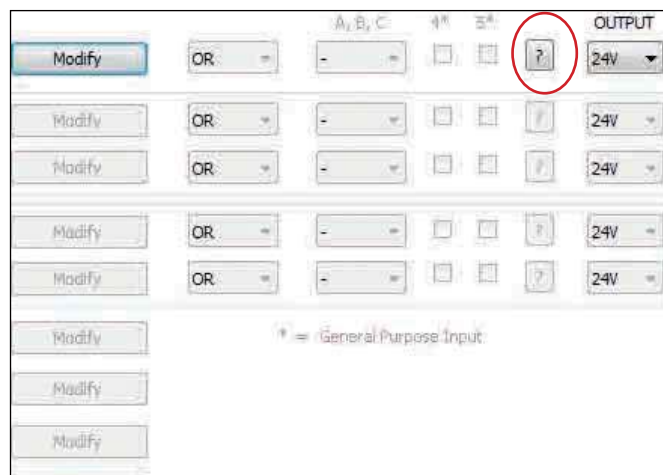 A, B, C 4* 5* OUTPUT
Modify OR - ? 24V
Modify OR - ? 24V
Modify OR - ? 24V
Modify OR - ? 24V
Modify OR - ? 24V
Modify * = General Purpose Input
Modify
Modify